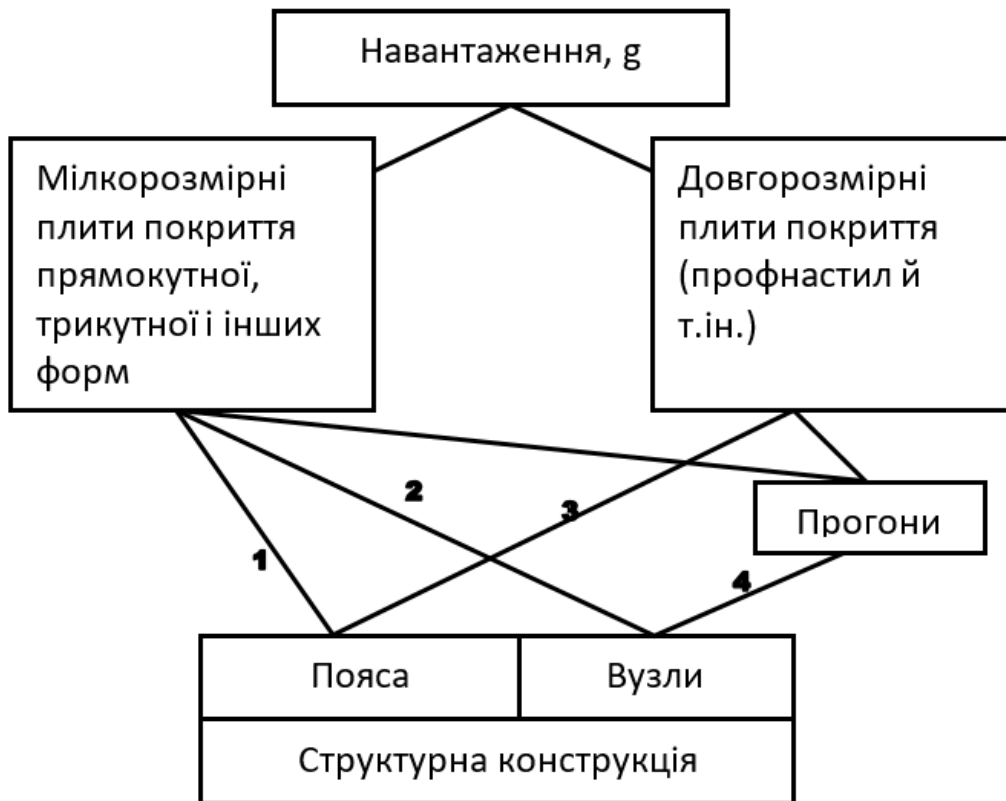 Навантаження, g
Мілкорозмірні
плити покриття
прямокутної,
трикутної і інших
форм
Довгорозмірні
плити покриття
(профнастил й
т.ін.)
2
3
1
Прогони
4
Пояса
Вузли
Структурна конструкція